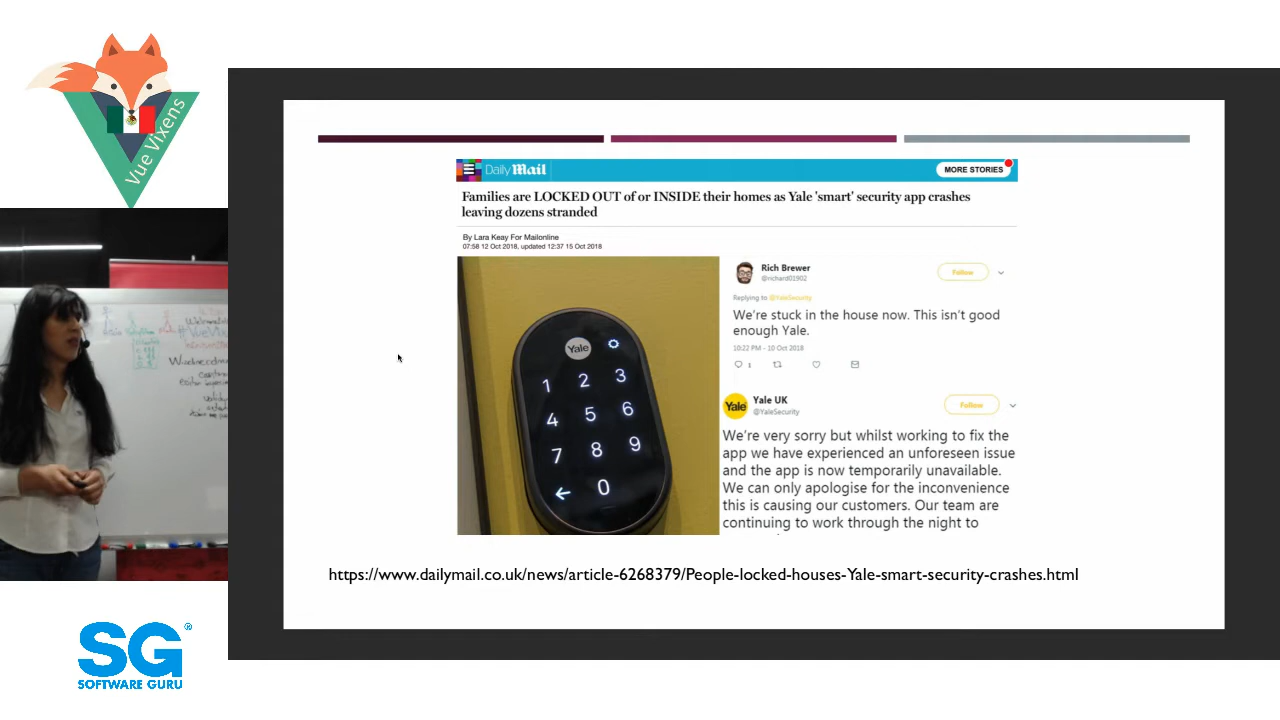 Vue Vixens
Daily Mail
MORE STORIES
Families are LOCKED OUT of or INSIDE their homes as Yale 'smart' security app crashes
leaving dozens stranded
By Lara Keay For Mailonline
07:58 12 Oct 2018, updated 12:37 15 Oct 2018
Yale
1 2 3
4 5 6
7 8 9
0
Rich Brewer
@richard01902
Follow
Replying to @YaleSecurity
We're stuck in the house now. This isn't good
enough Yale.
10:22 PM - 10 Oct 2018
1
Yale
Yale UK
@YaleSecurity
Follow
We're very sorry but whilst working to fix the
app we have experienced an unforeseen issue
and the app is now temporarily unavailable.
We can only apologise for the inconvenience
this is causing our customers. Our team are
continuing to work through the night to
https://www.dailymail.co.uk/news/article-6268379/People-locked-houses-Yale-smart-security-crashes.html
SG®
SOFTWARE GURU